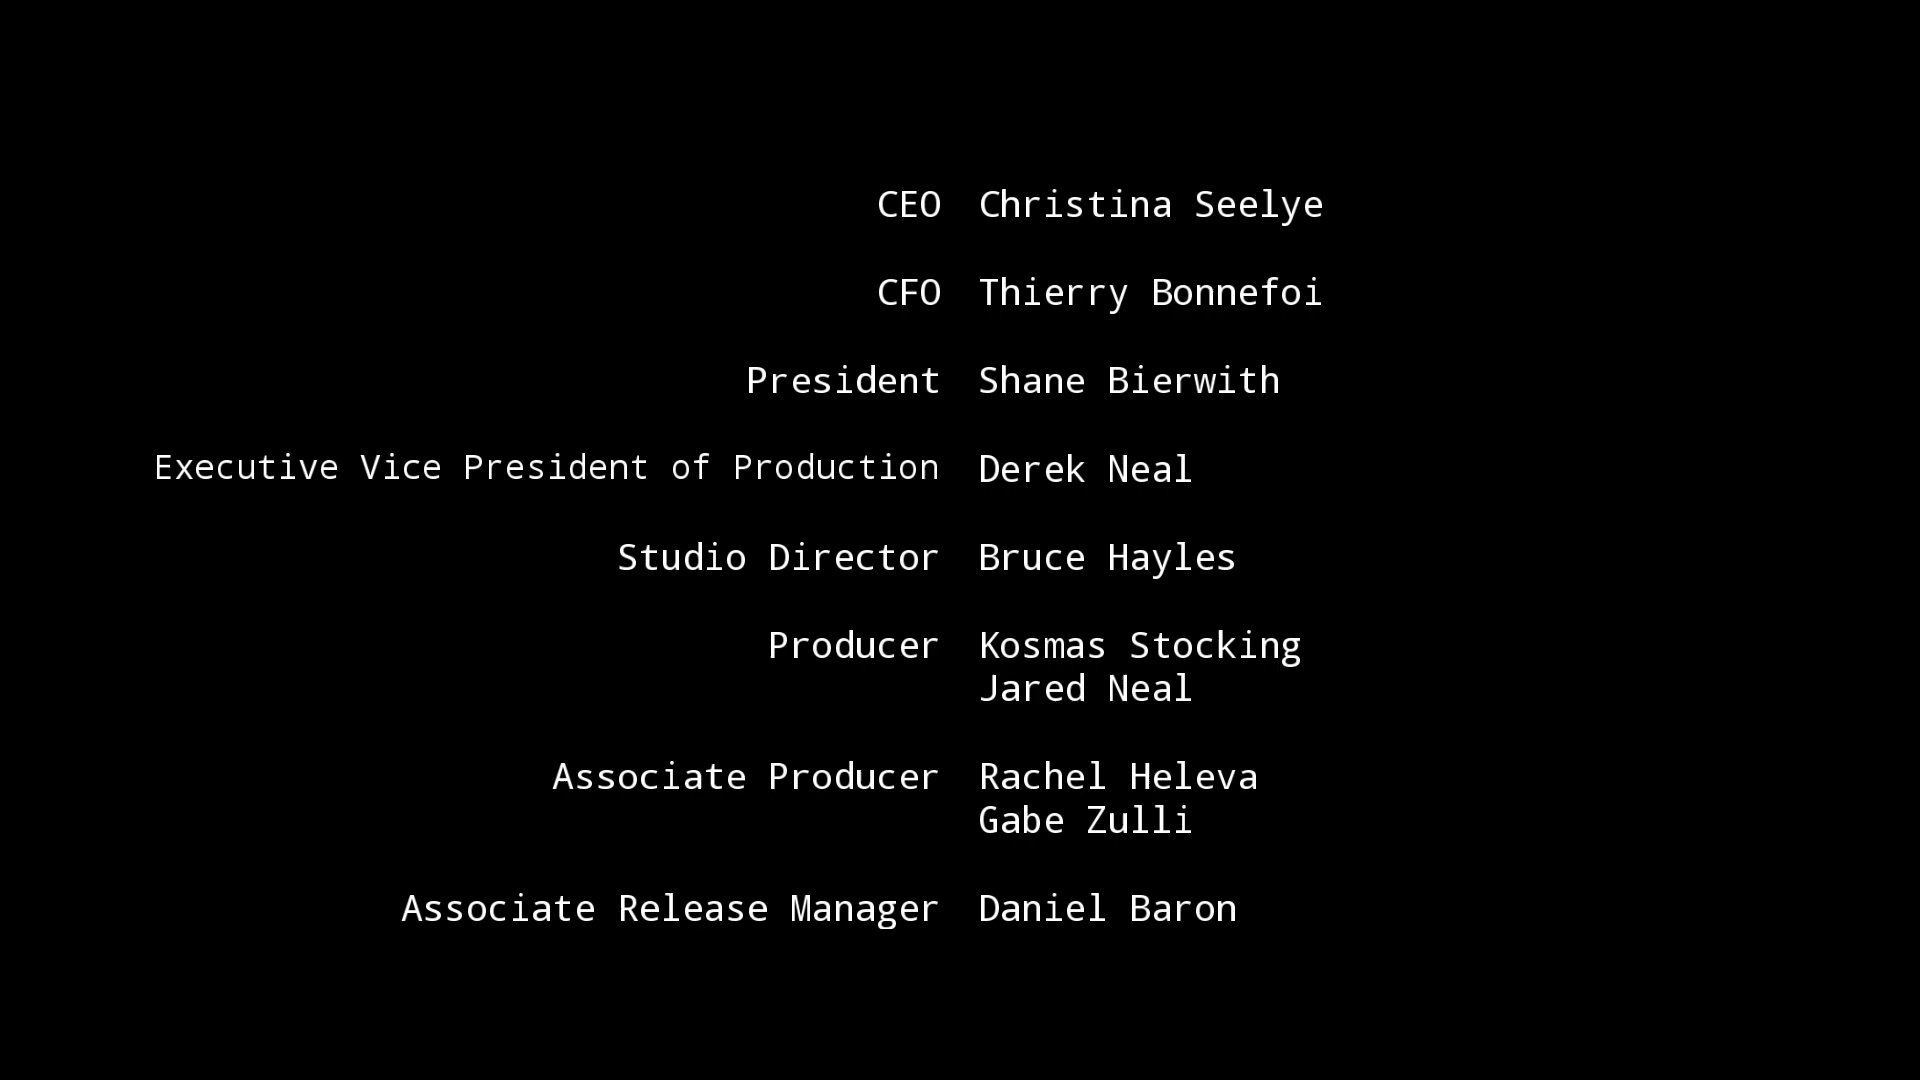 CEO Christina Seelye
CFO Thierry Bonnefoi
President Shane Bierwith
Executive Vice President of Production Derek Neal
Studio Director Bruce Hayles
Producer Kosmas Stocking
Jared Neal
Associate Producer Rachel Heleva
Gabe Zulli
Associate Release Manager Daniel Baron